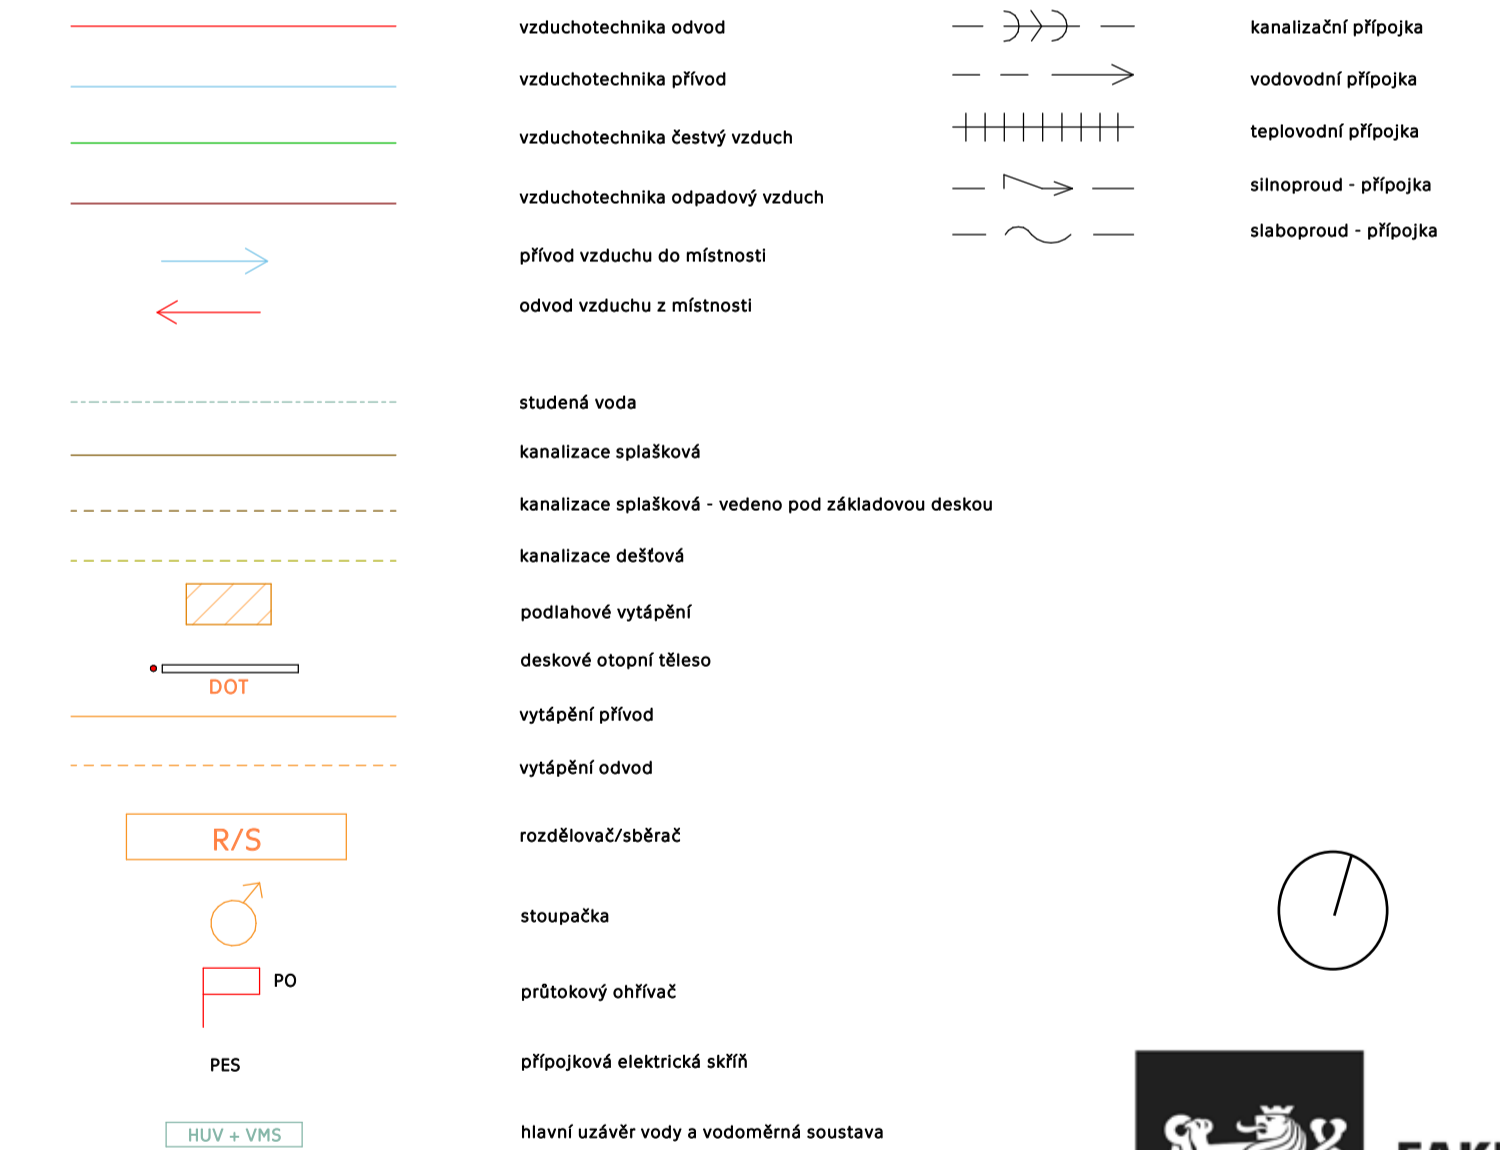 vzduchotechnika odvod
vzduchotechnika přívod
vzduchotechnika čestvý vzduch
vzduchotechnika odpadový vzduch
přívod vzduchu do místnosti
odvod vzduchu z místnosti
studená voda
kanalizace splašková
kanalizace splašková - vedeno pod základovou deskou
kanalizace dešťová
podlahové vytápění
deskové otopní těleso
DOT
vytápění přívod
vytápění odvod
R/S
rozdělovač/sběrač
stoupačka
PO
průtokový ohřívač
PES
přípojková elektrická skříň
HUV + VMS
hlavní uzávěr vody a vodoměrná soustava
kanalizační přípojka
vodovodní přípojka
teplovodní přípojka
silnoproud - přípojka
slaboproud - přípojka